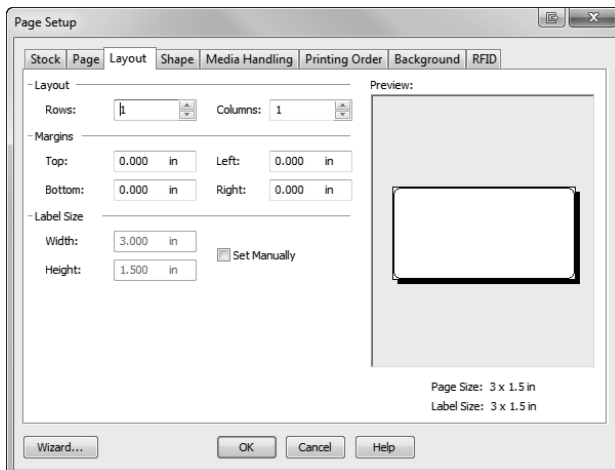 Page Setup
Stock Page Layout Shape Media Handling Printing Order Background RFID
Layout
Rows: 1 Columns: 1
Margins
Top: 0.000 in Left: 0.000 in
Bottom: 0.000 in Right: 0.000 in
Label Size
Width: 3.000 in
Set Manually
Height: 1.500 in
Preview:
Page Size: 3 x 1.5 in
Label Size: 3 x 1.5 in
Wizard... OK Cancel Help